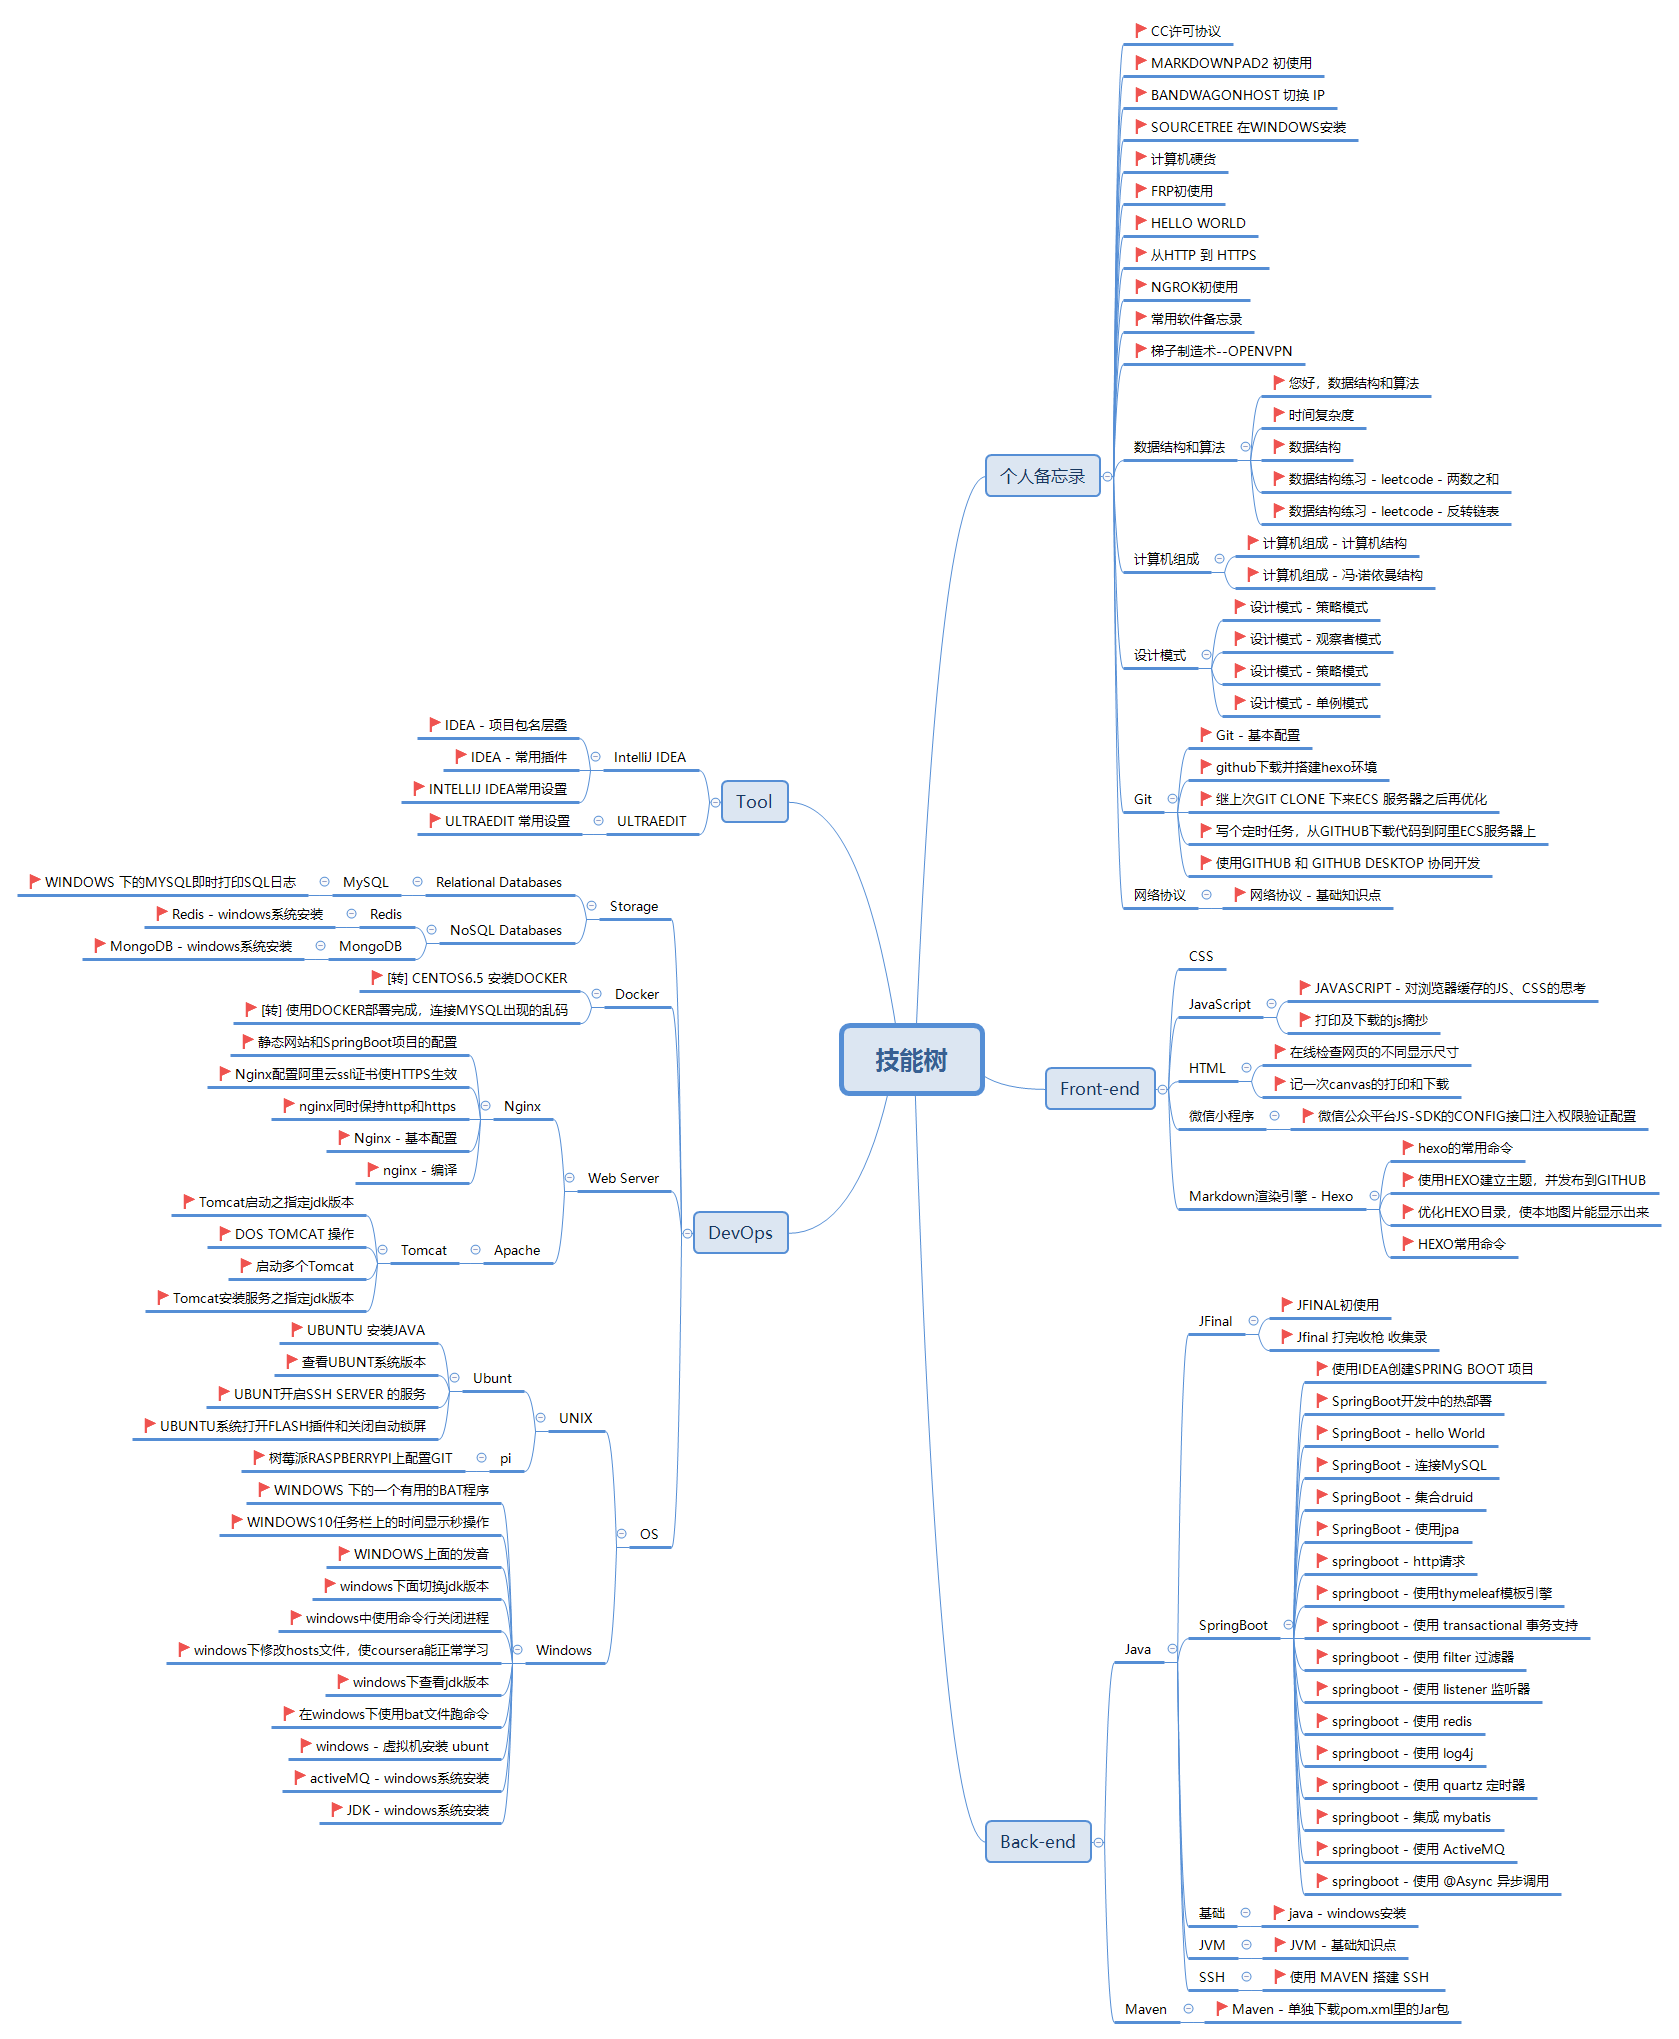 技能树
个人备忘录
CC许可协议
MARKDOWNPAD2 初使用
BANDWAGONHOST 切换 IP
SOURCETREE 在WINDOWS安装
计算机硬货
FRP初使用
HELLO WORLD
从HTTP 到 HTTPS
NGROK初使用
常用软件备忘录
梯子制造术--OPENVPN
数据结构和算法
您好，数据结构和算法
时间复杂度
数据结构
数据结构练习 - leetcode - 两数之和
数据结构练习 - leetcode - 反转链表
计算机组成
计算机组成 - 计算机结构
计算机组成 - 冯·诺依曼结构
设计模式
设计模式 - 策略模式
设计模式 - 观察者模式
设计模式 - 策略模式
设计模式 - 单例模式
Git
Git - 基本配置
github下载并搭建hexo环境
继上次GIT CLONE 下来ECS 服务器之后再优化
写个定时任务，从GITHUB下载代码到阿里ECS服务器上
使用GITHUB 和 GITHUB DESKTOP 协同开发
网络协议
网络协议 - 基础知识点
Front-end
CSS
JavaScript
JAVASCRIPT - 对浏览器缓存的JS、CSS的思考
打印及下载的js摘抄
HTML
在线检查网页的不同显示尺寸
记一次canvas的打印和下载
微信小程序
微信公众平台JS-SDK的CONFIG接口注入权限验证配置
Markdown渲染引擎 - Hexo
hexo的常用命令
使用HEXO建立主题，并发布到GITHUB
优化HEXO目录，使本地图片能显示出来
HEXO常用命令
Back-end
Java
JFinal
JFINAL初使用
Jfinal 打完收枪 收集录
SpringBoot
使用IDEA创建SPRING BOOT 项目
SpringBoot开发中的热部署
SpringBoot - hello World
SpringBoot - 连接MySQL
SpringBoot - 集合druid
SpringBoot - 使用jpa
springboot - http请求
springboot - 使用thymeleaf模板引擎
springboot - 使用 transactional 事务支持
springboot - 使用 filter 过滤器
springboot - 使用 listener 监听器
springboot - 使用 redis
springboot - 使用 log4j
springboot - 使用 quartz 定时器
springboot - 集成 mybatis
springboot - 使用 ActiveMQ
springboot - 使用 @Async 异步调用
基础
java - windows安装
JVM
JVM - 基础知识点
SSH
使用 MAVEN 搭建 SSH
Maven
Maven - 单独下载pom.xml里的Jar包
Tool
IntelliJ IDEA
IDEA - 项目包名层叠
IDEA - 常用插件
INTELLIJ IDEA常用设置
ULTRAEDIT
ULTRAEDIT 常用设置
DevOps
Storage
Relational Databases
MySQL
WINDOWS 下的MYSQL即时打印SQL日志
NoSQL Databases
Redis
Redis - windows系统安装
MongoDB
MongoDB - windows系统安装
Docker
[转] CENTOS6.5 安装DOCKER
[转] 使用DOCKER部署完成，连接MYSQL出现的乱码
Web Server
Nginx
静态网站和SpringBoot项目的配置
Nginx配置阿里云ssl证书使HTTPS生效
nginx同时保持http和https
Nginx - 基本配置
nginx - 编译
Apache
Tomcat
Tomcat启动之指定jdk版本
DOS TOMCAT 操作
启动多个Tomcat
Tomcat安装服务之指定jdk版本
OS
UNIX
Ubunt
UBUNTU 安装JAVA
查看UBUNT系统版本
UBUNT开启SSH SERVER 的服务
UBUNTU系统打开FLASH插件和关闭自动锁屏
pi
树莓派RASPBERRYPI上配置GIT
Windows
WINDOWS 下的一个有用的BAT程序
WINDOWS10任务栏上的时间显示秒操作
WINDOWS上面的发音
windows下面切换jdk版本
windows中使用命令行关闭进程
windows下修改hosts文件，使coursera能正常学习
windows下查看jdk版本
在windows下使用bat文件跑命令
windows - 虚拟机安装 ubunt
activeMQ - windows系统安装
JDK - windows系统安装